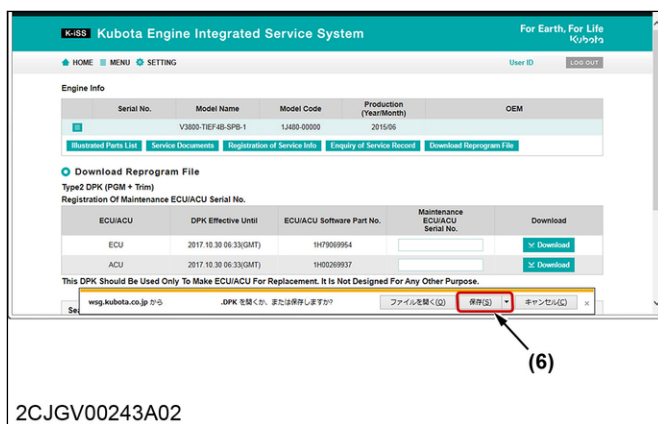 K-iSS Kubota Engine Integrated Service System
For Earth, For Life
Kubota
HOME MENU SETTING
User ID LOG OUT
Engine Info
Serial No. Model Name Model Code Production (Year/Month) OEM
V3800-TIEF4B-SPB-1 1J480-00000 2015/06
Illustrated Parts List Service Documents Registration of Service Info Enquiry of Service Record Download Reprogram File
Download Reprogram File
Type2 DPK (PGM + Trim)
Registration Of Maintenance ECU/ACU Serial No.
ECU/ACU DPK Effective Until ECU/ACU Software Part No. Maintenance ECU/ACU Serial No. Download
ECU 2017.10.30 06:33(GMT) 1H79069954 Download
ACU 2017.10.30 06:33(GMT) 1H00269937 Download
This DPK Should Be Used Only To Make ECU/ACU For Replacement. It Is Not Designed For Any Other Purpose.
wsg.kubota.co.jp から .DPK を開くか、または保存しますか? ファイルを開く(O) 保存(S) キャンセル(C) ×
Sea
(6)
2CJGV00243A02